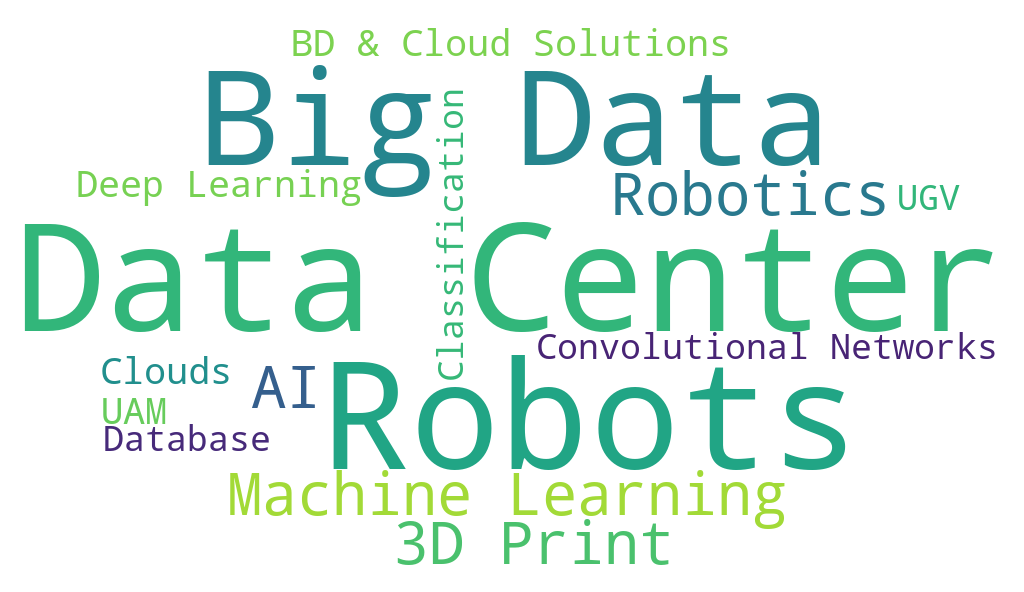 BD & Cloud Solutions
Big Data
Classification
Deep Learning
Robotics
UGV
Data Center
Convolutional Networks
Clouds
AI
Robots
UAM
Database
Machine Learning
3D Print